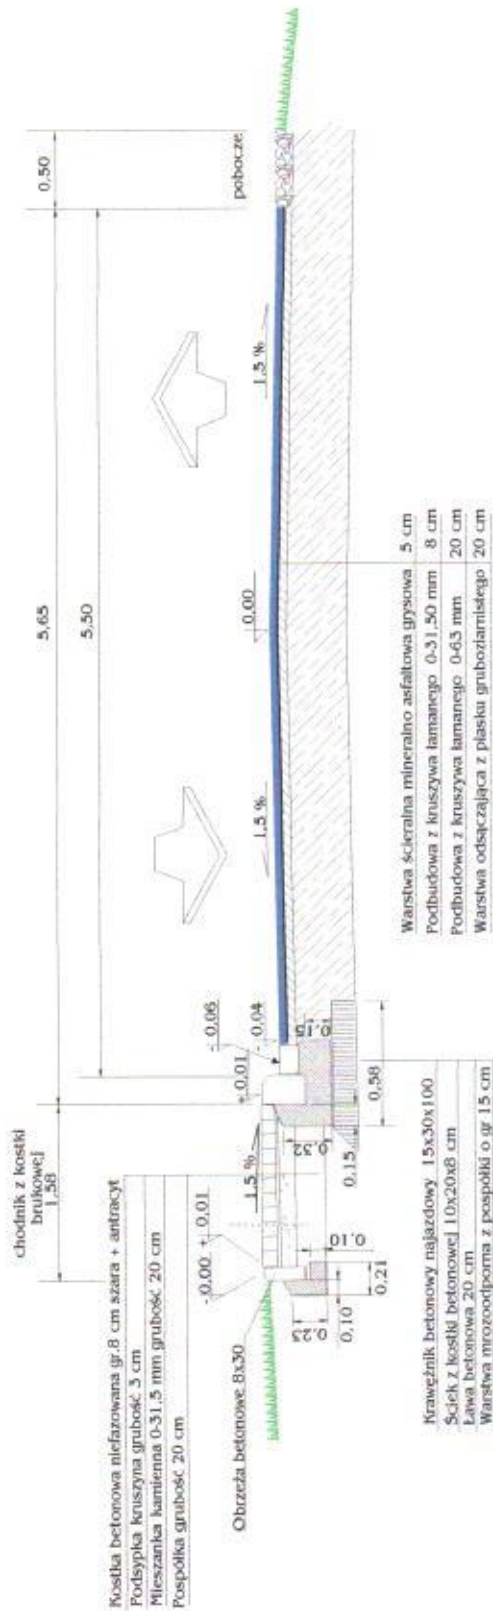 chodnik z kostki
brukowej
1,58
5,65
0,50
5,50
pobocze
Kostka betonowa niefazowana gr.8 cm szara + antracyt
Podsypka kruszyna grubość 3 cm
Mieszanka kamienna 0-31,5 mm grubość 20 cm
Pospółka grubość 20 cm
Obrzeża betonowe 8x30
- 0,00 + 0,01
1,5 %
+ 0,01
- 0,06
- 0,04
1,5 %
0,00
1,5 %
0,23
0,10
0,21
0,10
0,32
0,15
0,15
0,58
Krawężnik betonowy najazdowy 15x30x100
Ściek z kostki betonowej 10x20x8 cm
Ława betonowa 20 cm
Warstwa mrozoodporna z pospółki o gr 15 cm
Warstwa ścieralna mineralno asfaltowa grysowa 5 cm
Podbudowa z kruszywa łamanego 0-31,50 mm 8 cm
Podbudowa z kruszywa łamanego 0-63 mm 20 cm
Warstwa odsączająca z piasku gruboziarnistego 20 cm